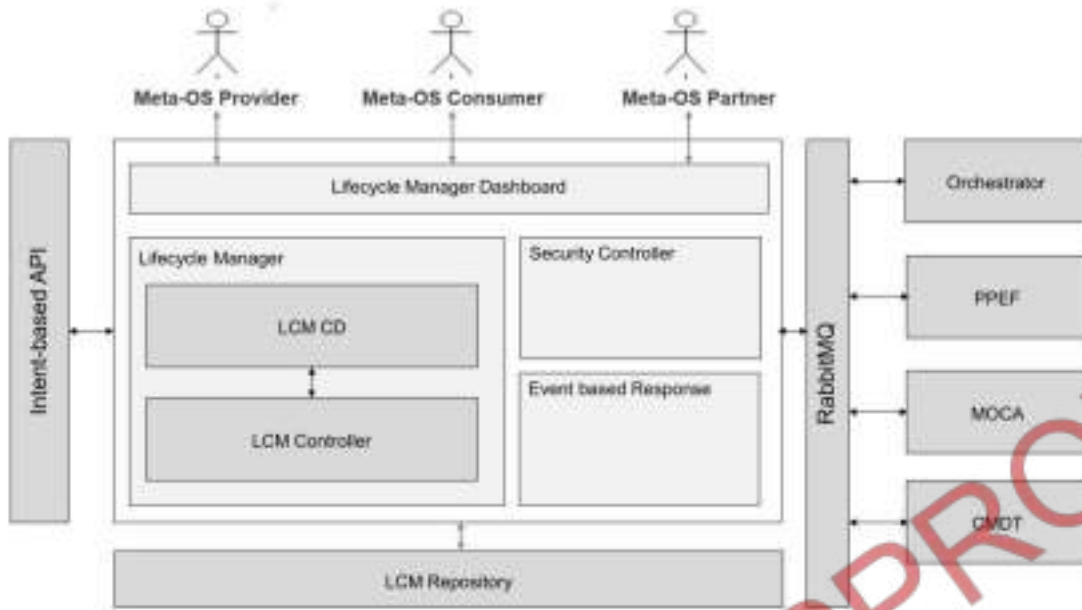 Meta-OS Provider
Meta-OS Consumer
Meta-OS Partner
Lifecycle Manager Dashboard
Intent-based API
Lifecycle Manager
LCM CD
LCM Controller
Security Controller
Event based Response
RabbitMQ
Orchestrator
PPEF
MOCA
CMDT
LCM Repository